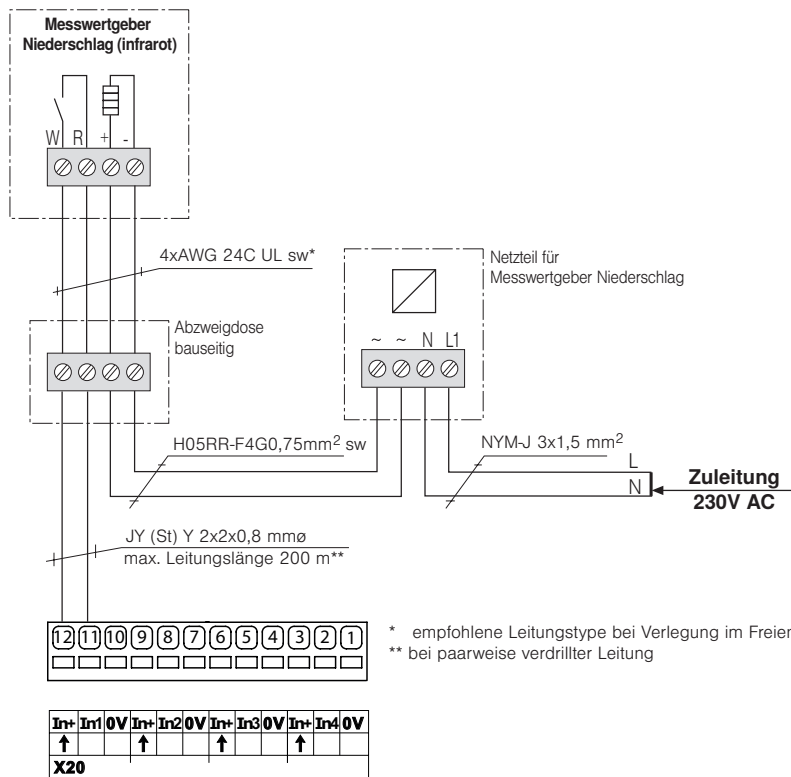 Messwertgeber
Niederschlag (infrarot)
W R + -
4xAWG 24C UL sw*
Netzteil für
Messwertgeber Niederschlag
Abzweigdose
bauseitig
~ ~ N L1
H05RR-F4G0,75mm² sw
NYM-J 3x1,5 mm²
L
N
Zuleitung
230V AC
JY (St) Y 2x2x0,8 mmø
max. Leitungslänge 200 m**
12 11 10 9 8 7 6 5 4 3 2 1
* empfohlene Leitungstype bei Verlegung im Freien
** bei paarweise verdrillter Leitung
In+ In1 0V In+ In2 0V In+ In3 0V In+ In4 0V
X20